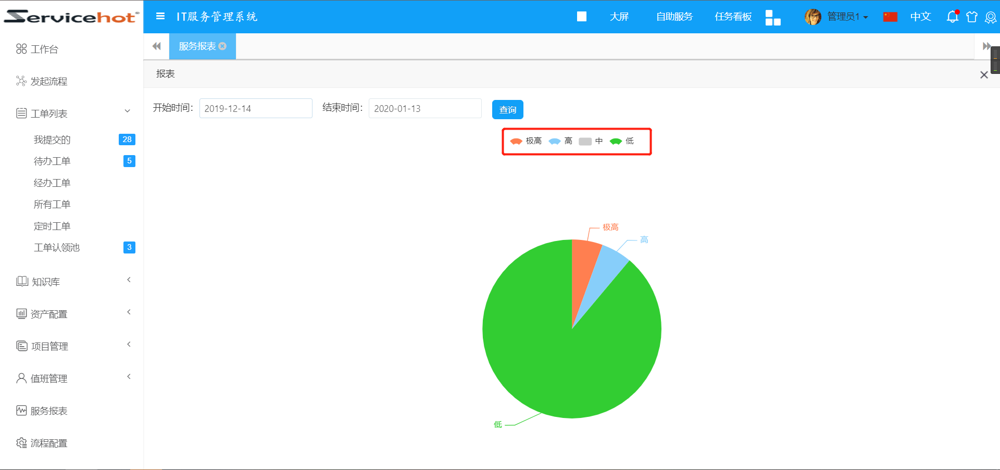 Servicehot®
IT服务管理系统
大屏
自助服务
任务看板
管理员1
中文
工作台
发起流程
工单列表
我提交的 28
待办工单 5
经办工单
所有工单
定时工单
工单认领池 3
知识库
资产配置
项目管理
值班管理
服务报表
流程配置
服务报表
报表
开始时间： 2019-12-14 结束时间： 2020-01-13 查询
极高 高 中 低
极高
高
低